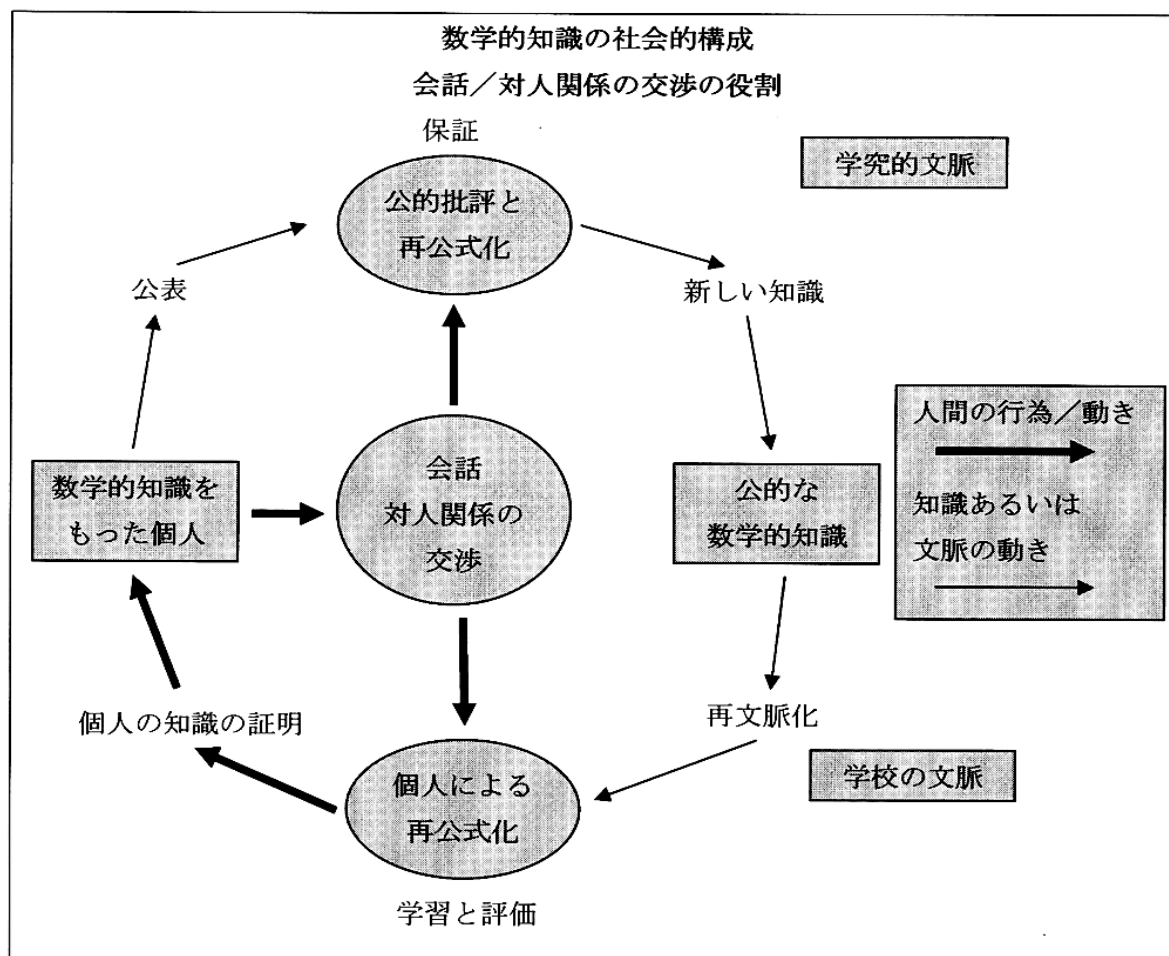 数学的知識の社会的構成
会話／対人関係の交渉の役割
保証
学究的文脈
公的批評と
再公式化
公表
新しい知識
人間の行為／動き
数学的知識を
もった個人
会話
対人関係の
交渉
公的な
数学的知識
知識あるいは
文脈の動き
個人の知識の証明
再文脈化
個人による
再公式化
学校の文脈
学習と評価